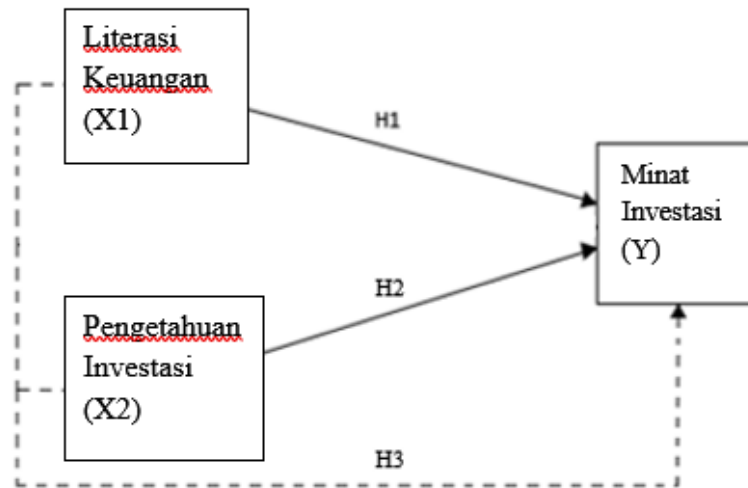 Literasi
Keuangan
(X1)
H1
Minat
Investasi
(Y)
H2
Pengetahuan
Investasi
(X2)
H3